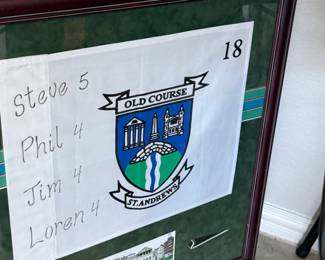 18
Steve 5
OLD COURSE
Phil 4
Jim 4
ST. ANDREWS
Loren 4